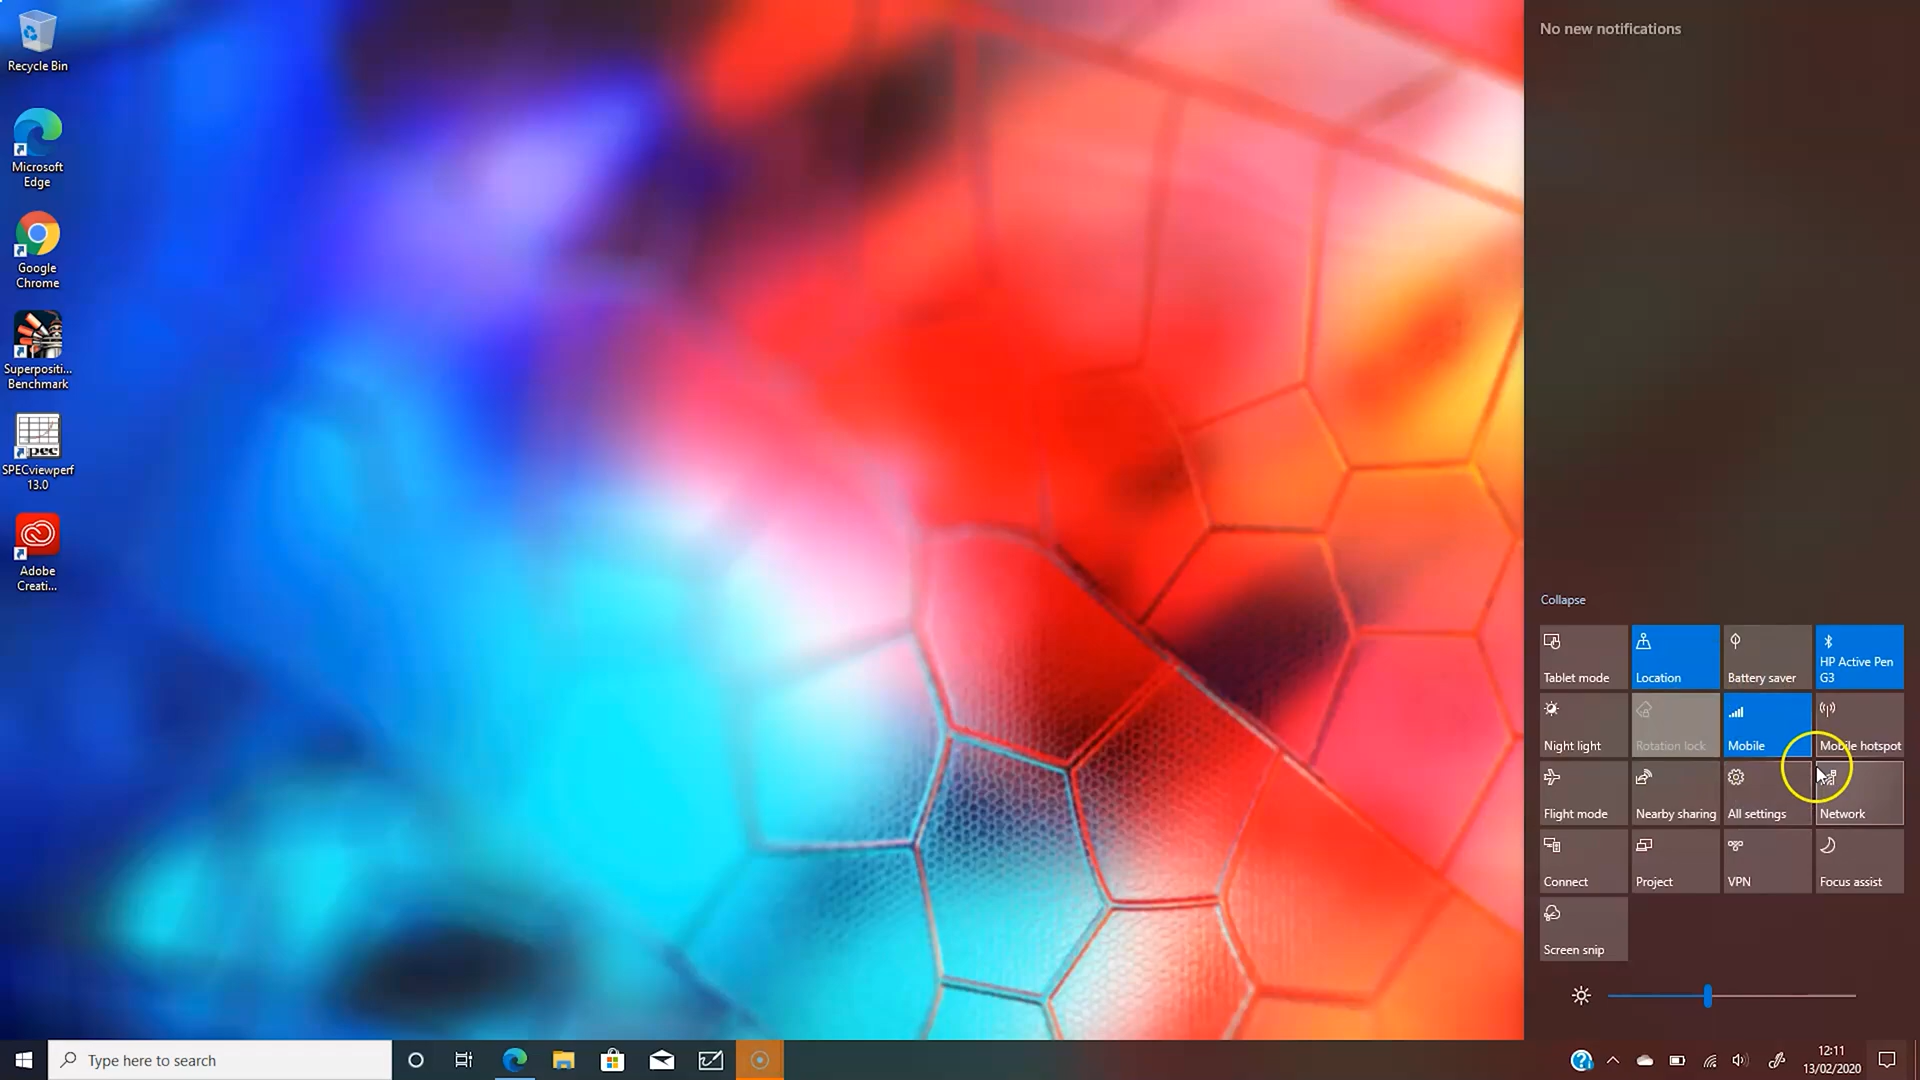 Recycle Bin
Microsoft
Edge
Google
Chrome
Superpositi...
Benchmark
spec
SPECviewperf
13.0
Adobe
Creati...
No new notifications
Collapse
Tablet mode
Location
Battery saver
HP Active Pen
G3
Night light
Rotation lock
Mobile
Mobile hotspot
Flight mode
Nearby sharing
All settings
Network
Connect
Project
VPN
Focus assist
Screen snip
Type here to search
12:11
13/02/2020